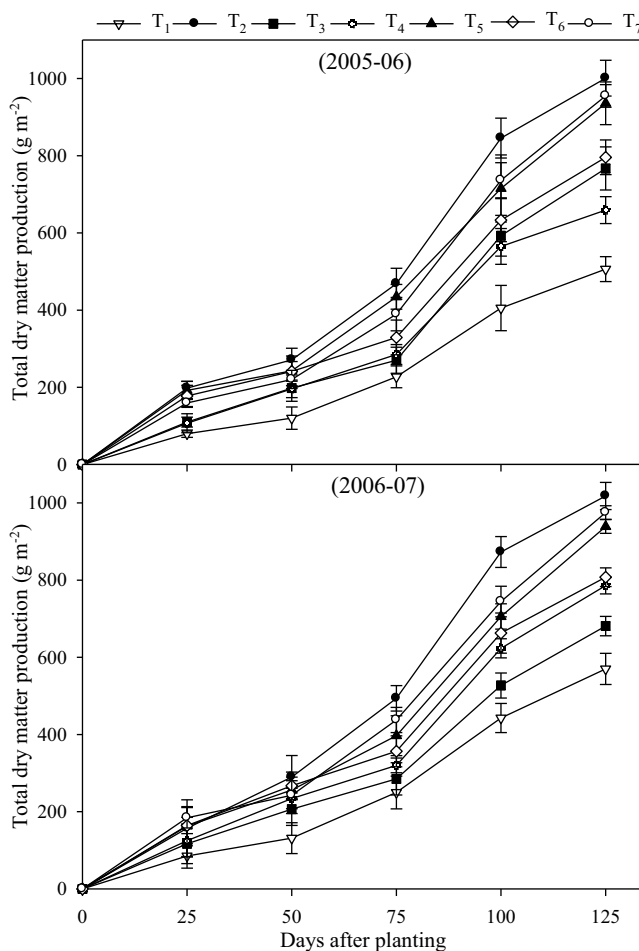 T₁ T₂ T₃ T₄ T₅ T₆ T₇
(2005-06)
Total dry matter production (g m⁻²)
1000
800
600
400
200
0
(2006-07)
Total dry matter production (g m⁻²)
1000
800
600
400
200
0
0 25 50 75 100 125
Days after planting